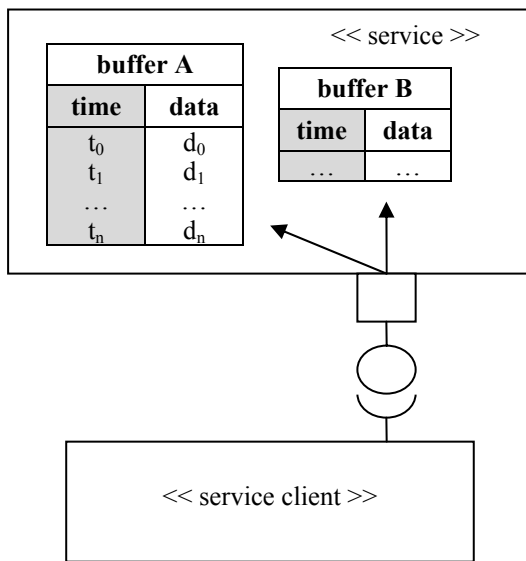 << service >>
buffer A
time data
t₀ d₀
t₁ d₁
… …
tₙ dₙ
buffer B
time data
… …
<< service client >>